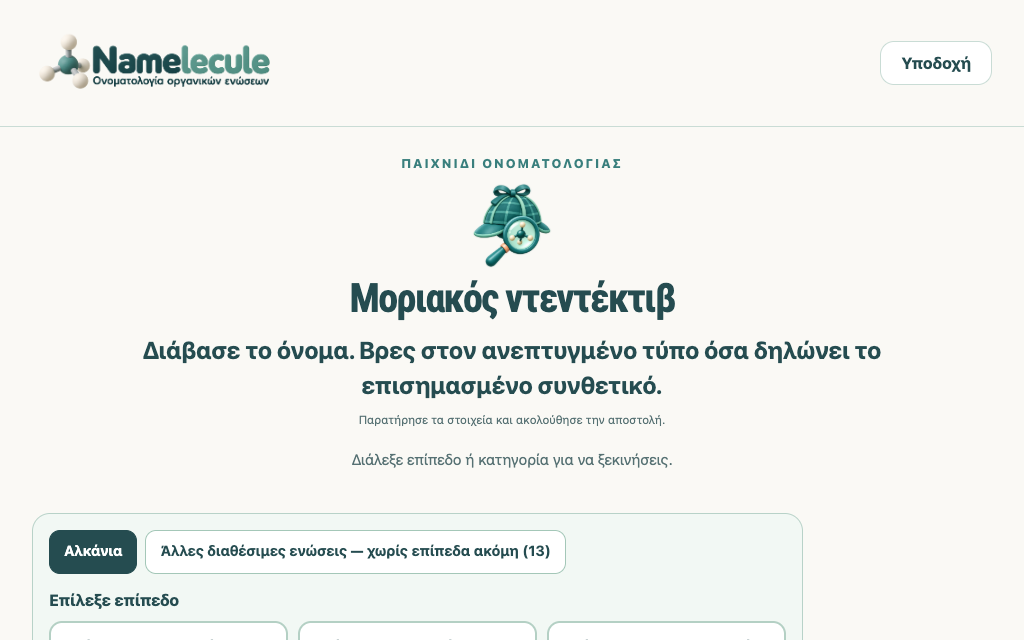 Namelecule
Ονοματολογία οργανικών ενώσεων
Υποδοχή
ΠΑΙΧΝΙΔΙ ΟΝΟΜΑΤΟΛΟΓΙΑΣ
Μοριακός ντεντέκτιβ
Διάβασε το όνομα. Βρες στον ανεπτυγμένο τύπο όσα δηλώνει το
επισημασμένο συνθετικό.
Παρατήρησε τα στοιχεία και ακολούθησε την αποστολή.
Διάλεξε επίπεδο ή κατηγορία για να ξεκινήσεις.
Αλκάνια
Άλλες διαθέσιμες ενώσεις — χωρίς επίπεδα ακόμη (13)
Επίλεξε επίπεδο